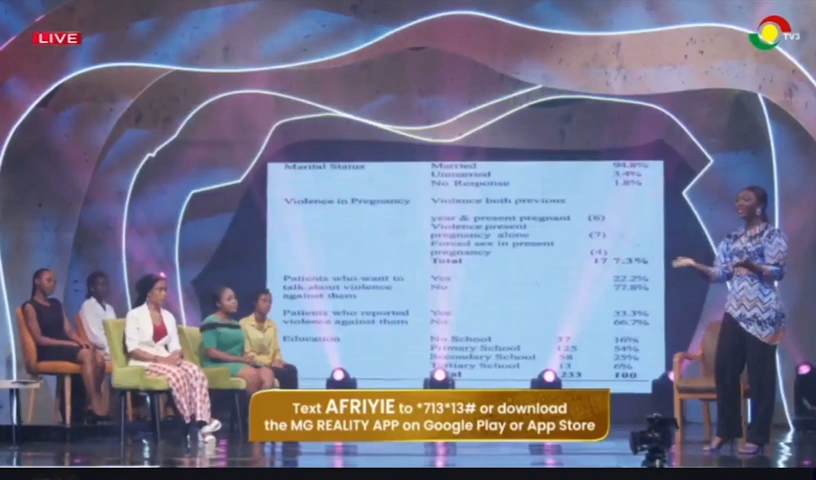 LIVE
TV3
Marital Status Married 94.8%
Unmarried 3.4%
No Response 1.8%
Violence in Pregnancy Violence both previous
year & present pregnant (6)
Violence present
pregnancy alone (7)
Forced sex in present
pregnancy (4)
Total 17 7.3%
Patients who want to Yes 22.2%
talk about violence No 77.8%
against them
Patients who reported Yes 33.3%
violence against them No 66.7%
Education No School 37 16%
Primary School 125 54%
Secondary School 58 25%
Tertiary School 13 6%
Total 233 100
Text AFRIYIE to *713*13# or download
the MG REALITY APP on Google Play or App Store